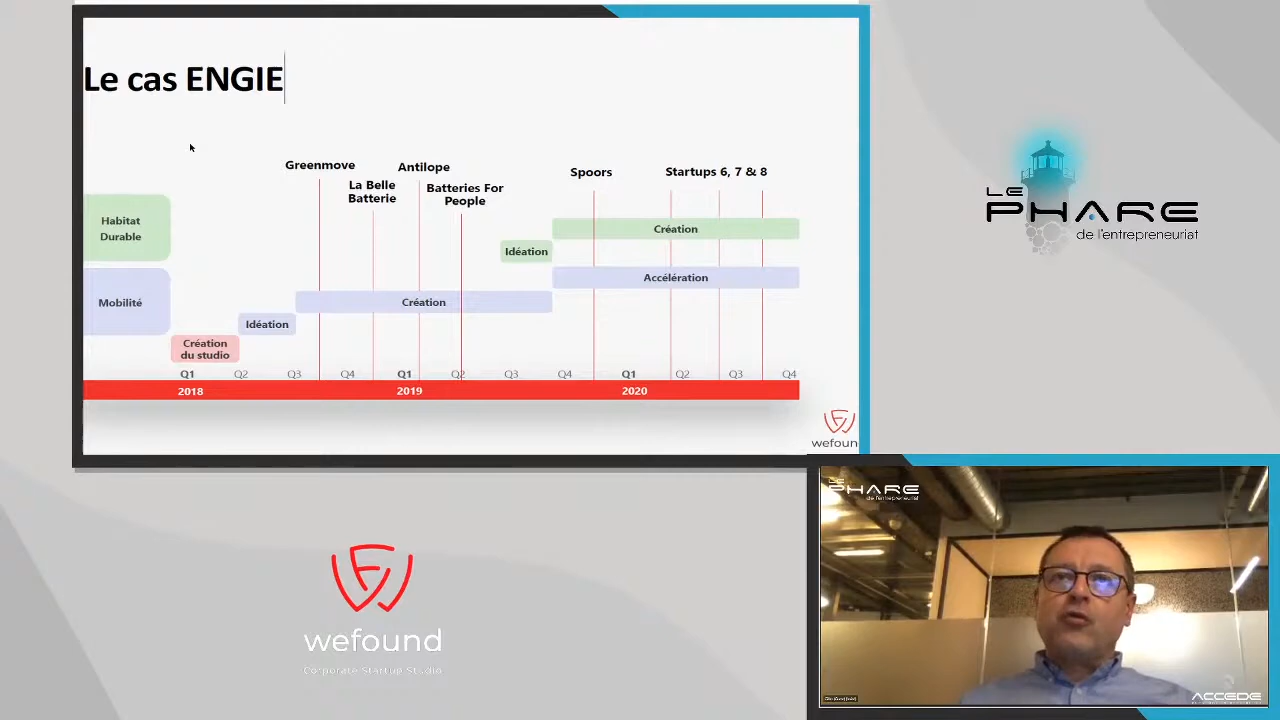 Le cas ENGIE
Greenmove
Antilope
Spoors
Startups 6, 7 & 8
La Belle
Batterie
Batteries For
People
Habitat
Durable
Création
Idéation
Accélération
Mobilité
Création
Idéation
Création
du studio
Q1 Q2 Q3 Q4 Q1 Q2 Q3 Q4 Q1 Q2 Q3 Q4
2018 2019 2020
wefound
LE
PHARE
de l'entrepreneuriat
wefound
Corporate Startup Studio
LE
PHARE
de l'entrepreneuriat
ACCEDE